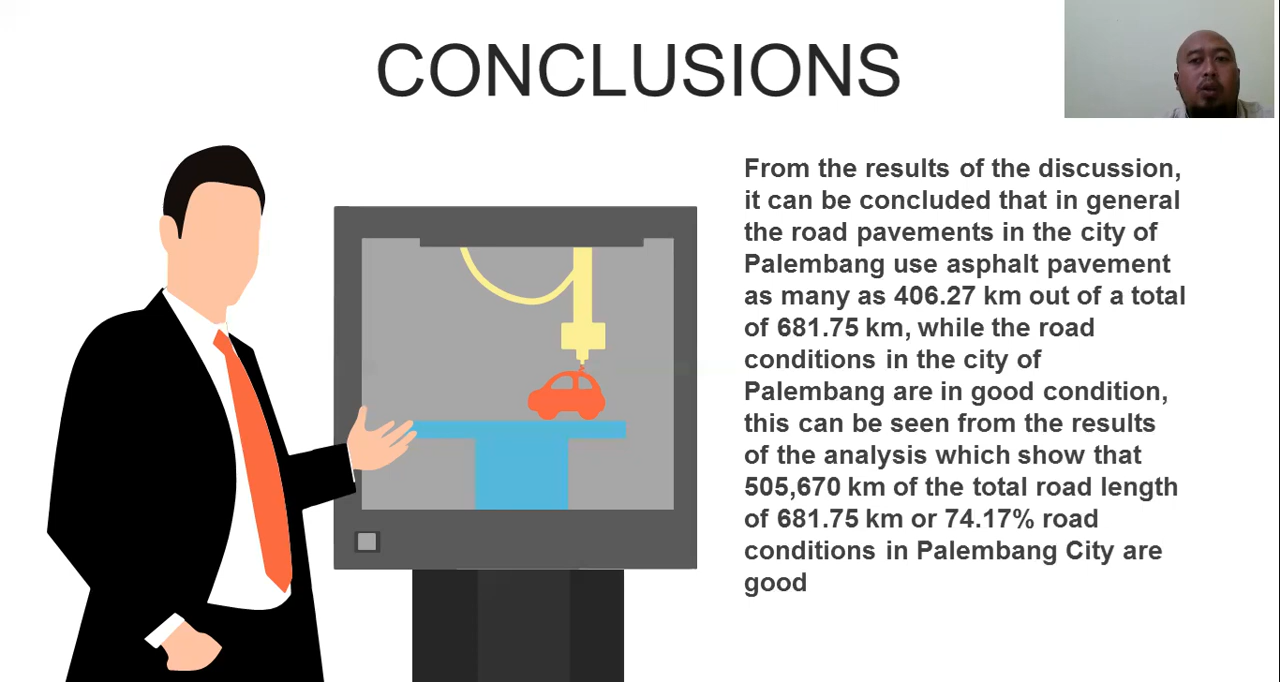 CONCLUSIONS
From the results of the discussion,
it can be concluded that in general
the road pavements in the city of
Palembang use asphalt pavement
as many as 406.27 km out of a total
of 681.75 km, while the road
conditions in the city of
Palembang are in good condition,
this can be seen from the results
of the analysis which show that
505,670 km of the total road length
of 681.75 km or 74.17% road
conditions in Palembang City are
good